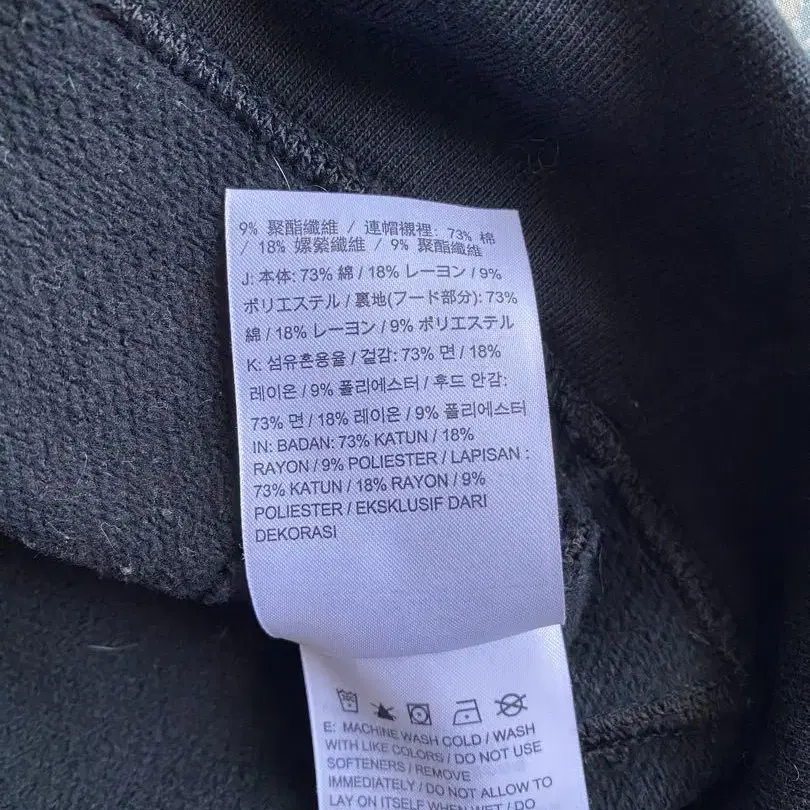 9% 聚酯纖維 / 連帽襯裡: 73% 棉
/ 18% 嫘縈纖維 / 9% 聚酯纖維
J: 本体: 73% 綿 / 18% レーヨン / 9%
ポリエステル / 裏地(フード部分): 73%
綿 / 18% レーヨン / 9% ポリエステル
K: 섬유혼용율 / 겉감: 73% 면 / 18%
레이온 / 9% 폴리에스터 / 후드 안감:
73% 면 / 18% 레이온 / 9% 폴리에스터
IN: BADAN: 73% KATUN / 18%
RAYON / 9% POLIESTER / LAPISAN :
73% KATUN / 18% RAYON / 9%
POLIESTER / EKSKLUSIF DARI
DEKORASI
E: MACHINE WASH COLD / WASH
WITH LIKE COLORS / DO NOT USE
SOFTENERS / REMOVE
IMMEDIATELY / DO NOT ALLOW TO
LAY ON ITSELF WHEN WET / DO